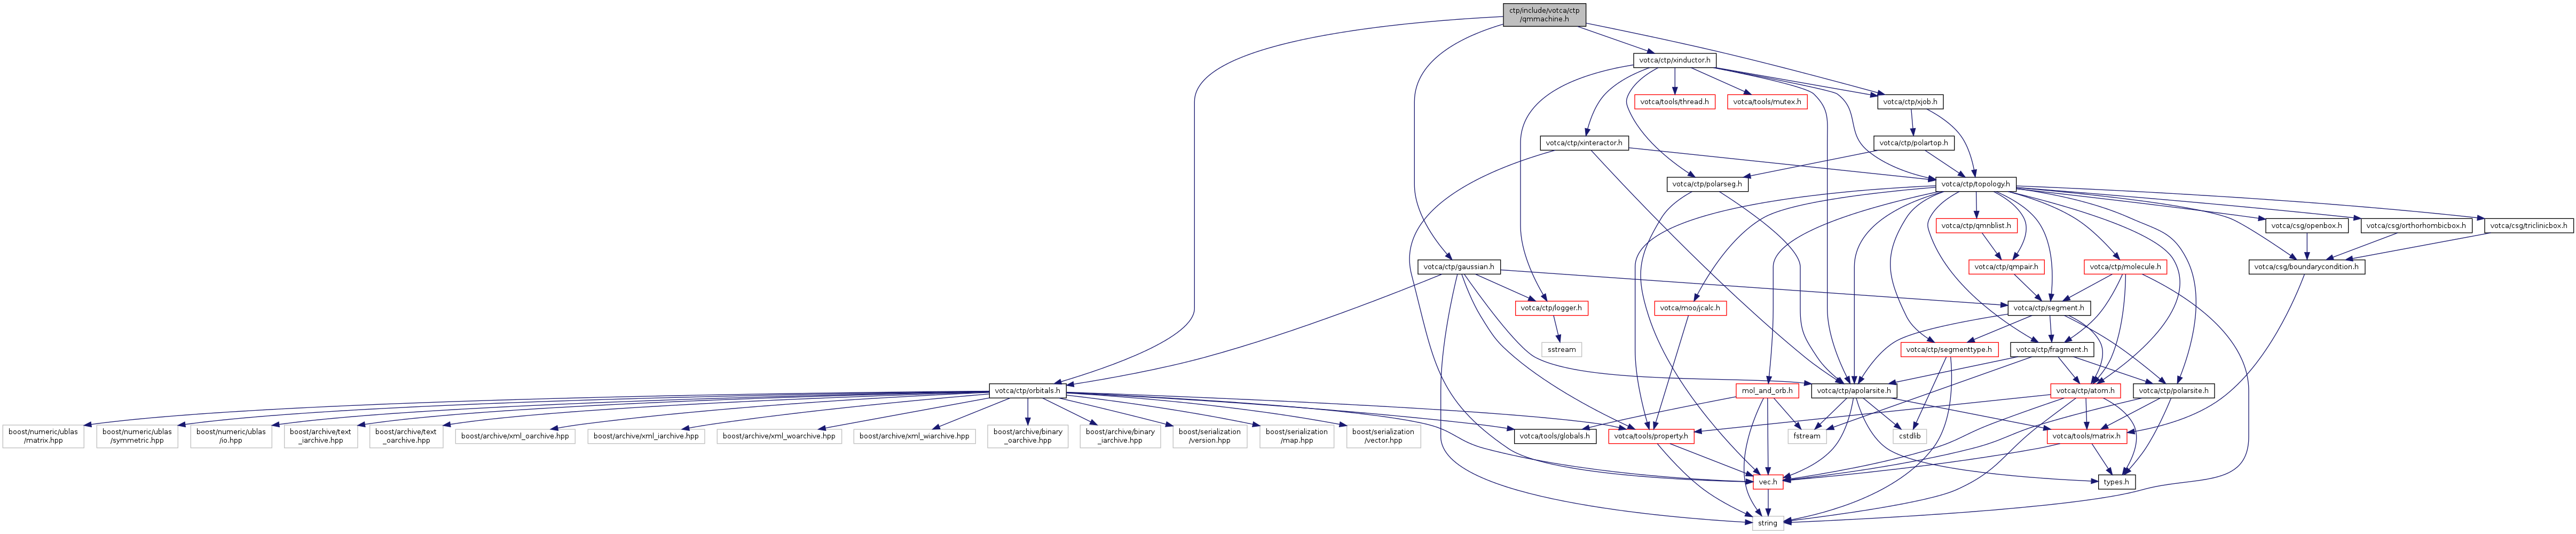 ctp/include/votca/ctp
/qmmachine.h
votca/ctp/xinductor.h
votca/tools/thread.h
votca/tools/mutex.h
votca/ctp/xjob.h
votca/ctp/xinteractor.h
votca/ctp/polartop.h
votca/ctp/polarseg.h
votca/ctp/topology.h
votca/ctp/qmnblist.h
votca/csg/openbox.h
votca/csg/orthorhombicbox.h
votca/csg/triclinicbox.h
votca/ctp/gaussian.h
votca/ctp/qmpair.h
votca/ctp/molecule.h
votca/csg/boundarycondition.h
votca/ctp/logger.h
votca/moo/jcalc.h
votca/ctp/segment.h
sstream
votca/ctp/segmenttype.h
votca/ctp/fragment.h
votca/ctp/orbitals.h
mol_and_orb.h
votca/ctp/apolarsite.h
votca/ctp/atom.h
votca/ctp/polarsite.h
boost/numeric/ublas
/matrix.hpp
boost/numeric/ublas
/symmetric.hpp
boost/numeric/ublas
/io.hpp
boost/archive/text
_iarchive.hpp
boost/archive/text
_oarchive.hpp
boost/archive/xml_oarchive.hpp
boost/archive/xml_iarchive.hpp
boost/archive/xml_woarchive.hpp
boost/archive/xml_wiarchive.hpp
boost/archive/binary
_oarchive.hpp
boost/archive/binary
_iarchive.hpp
boost/serialization
/version.hpp
boost/serialization
/map.hpp
boost/serialization
/vector.hpp
votca/tools/globals.h
votca/tools/property.h
fstream
cstdlib
votca/tools/matrix.h
vec.h
types.h
string